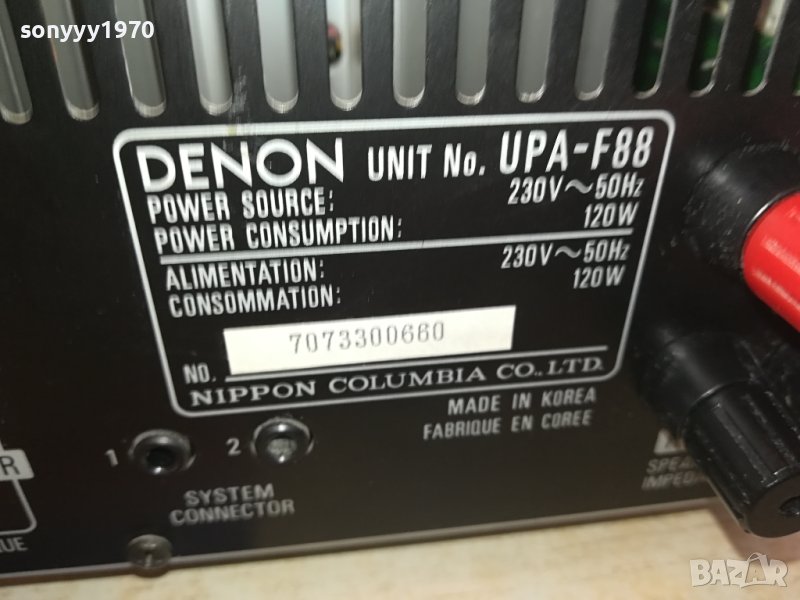 sonyyy1970
DENON UNIT No. UPA-F88
POWER SOURCE: 230V~50Hz
POWER CONSUMPTION: 120W
ALIMENTATION: 230V~50Hz
CONSOMMATION: 120W
NO. 7073300660
NIPPON COLUMBIA CO.,LTD.
MADE IN KOREA
FABRIQUE EN COREE
1 2
SYSTEM
CONNECTOR
BAZAR